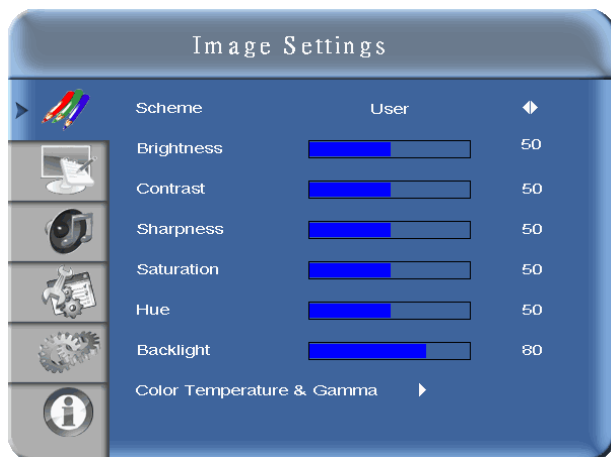 Image Settings
Scheme User
Brightness 50
Contrast 50
Sharpness 50
Saturation 50
Hue 50
Backlight 80
Color Temperature & Gamma